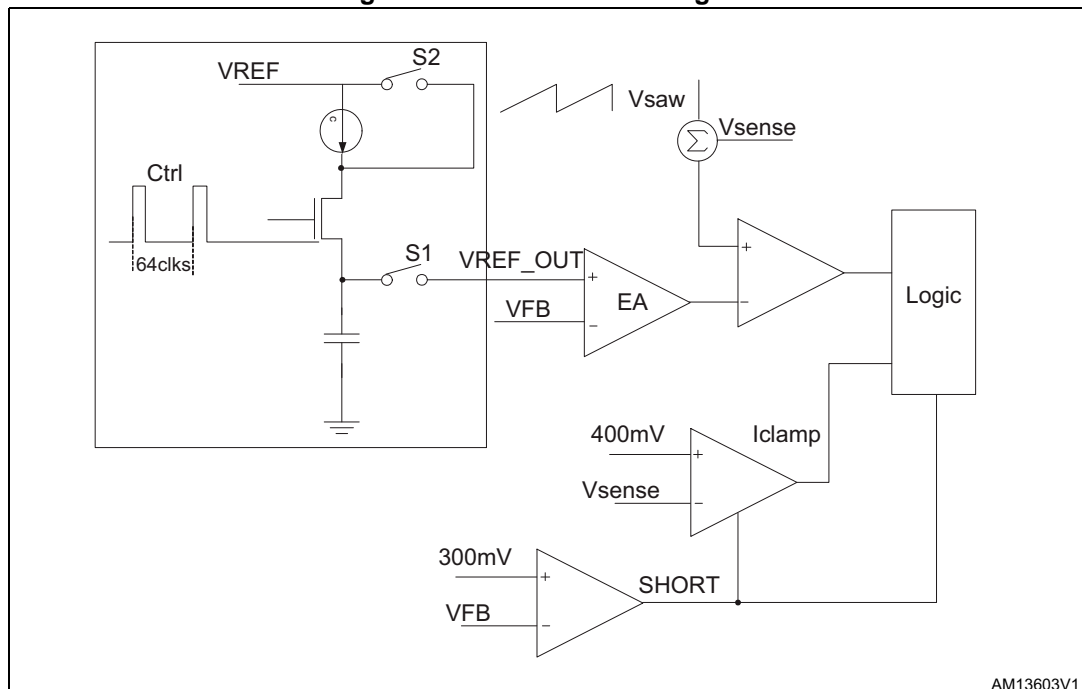 VREF
S2
c
Vsaw
Vsense
Σ
Ctrl
64clks
S1
VREF_OUT
+
EA
VFB
−
+
−
Logic
400mV
+
Iclamp
Vsense
−
300mV
+
SHORT
VFB
−
AM13603V1